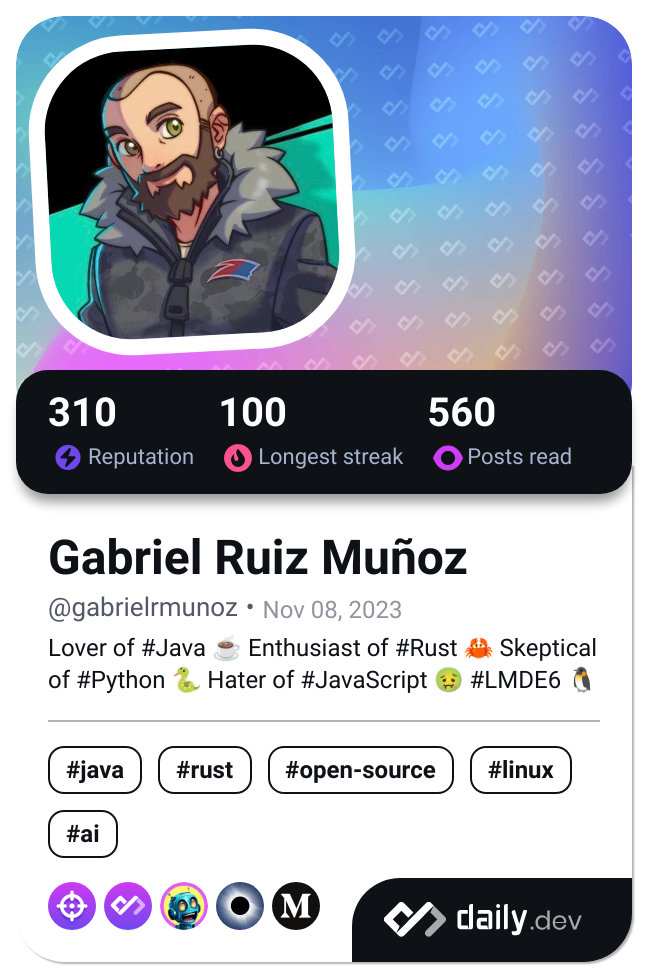 310 100 560
Reputation Longest streak Posts read
Gabriel Ruiz Muñoz
@gabrielrmunoz • Nov 08, 2023
Lover of #Java ☕ Enthusiast of #Rust 🦀 Skeptical
of #Python 🐍 Hater of #JavaScript 🤢 #LMDE6 🐧
#java #rust #open-source #linux
#ai
M daily.dev